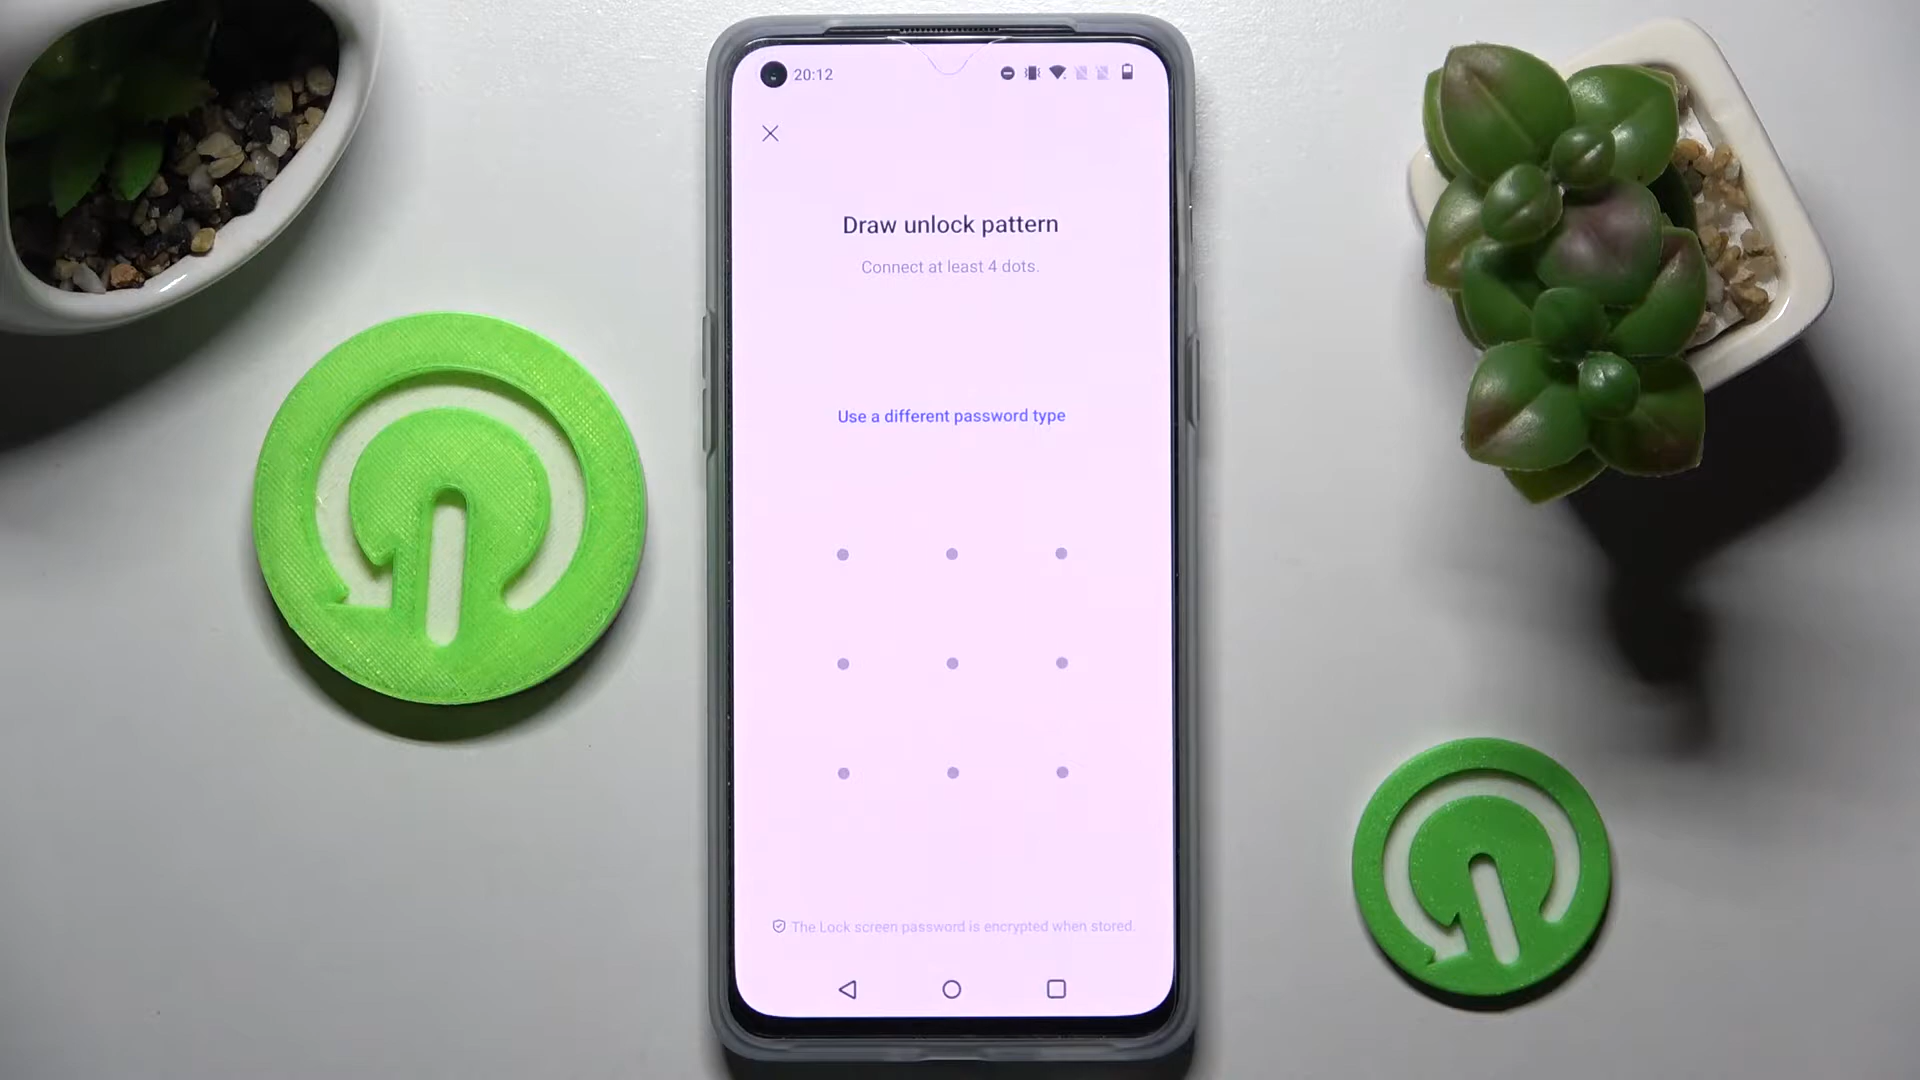 20:12
Draw unlock pattern
Connect at least 4 dots.
Use a different password type
The Lock screen password is encrypted when stored.